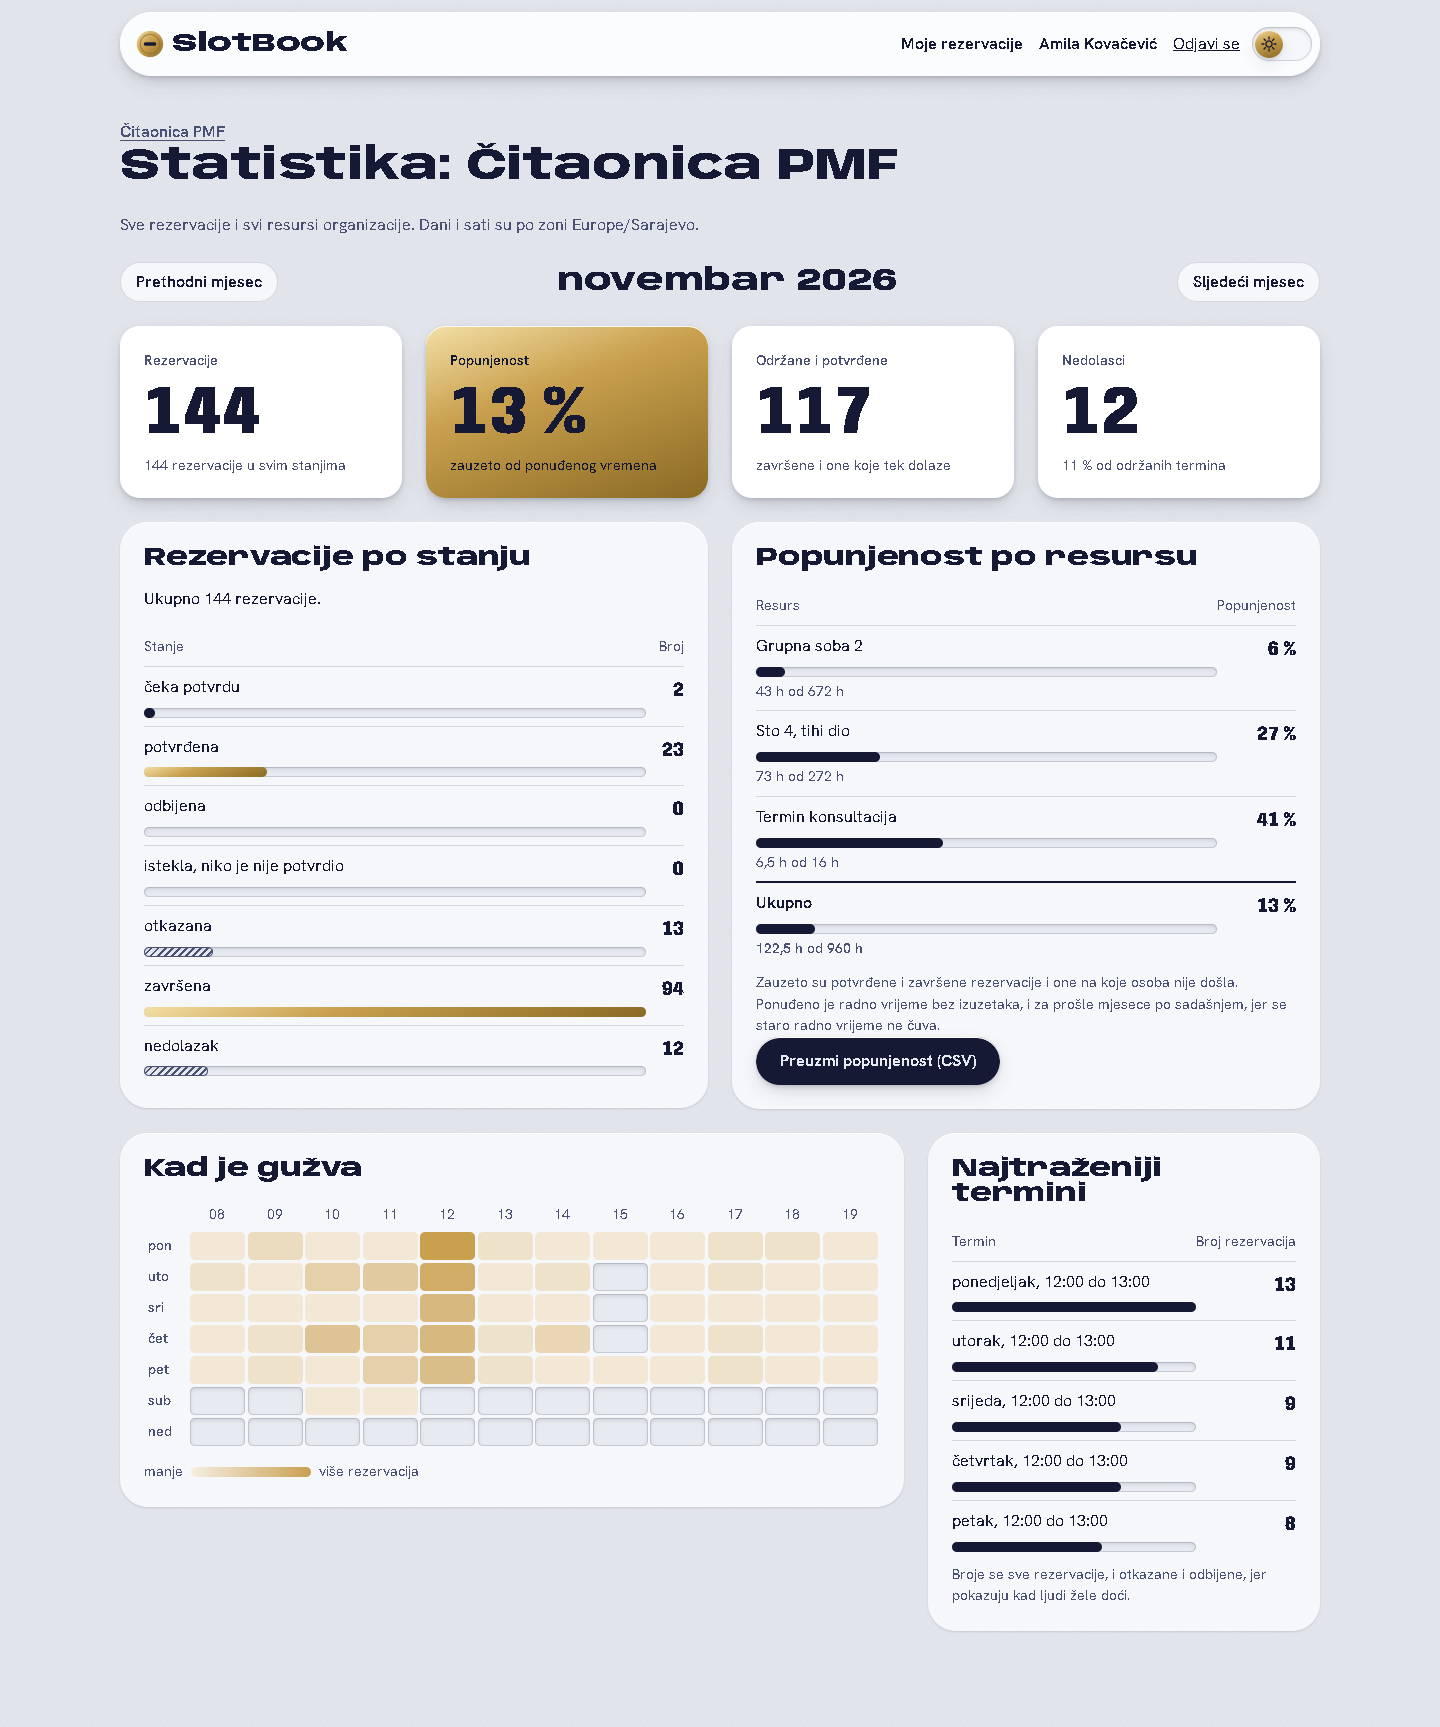 SlotBook
Moje rezervacije
Amila Kovačević
Odjavi se
Čitaonica PMF
Statistika: Čitaonica PMF
Sve rezervacije i svi resursi organizacije. Dani i sati su po zoni Europe/Sarajevo.
Prethodni mjesec
novembar 2026
Sljedeći mjesec
Rezervacije
144
144 rezervacije u svim stanjima
Popunjenost
13 %
zauzeto od ponuđenog vremena
Održane i potvrđene
117
završene i one koje tek dolaze
Nedolasci
12
11 % od održanih termina
Rezervacije po stanju
Ukupno 144 rezervacije.
Stanje Broj
čeka potvrdu 2
potvrđena 23
odbijena 0
istekla, niko je nije potvrdio 0
otkazana 13
završena 94
nedolazak 12
Popunjenost po resursu
Resurs Popunjenost
Grupna soba 2 6 %
43 h od 672 h
Sto 4, tihi dio 27 %
73 h od 272 h
Termin konsultacija 41 %
6,5 h od 16 h
Ukupno 13 %
122,5 h od 960 h
Zauzeto su potvrđene i završene rezervacije i one na koje osoba nije došla.
Ponuđeno je radno vrijeme bez izuzetaka, i za prošle mjesece po sadašnjem, jer se
staro radno vrijeme ne čuva.
Preuzmi popunjenost (CSV)
Kad je gužva
08 09 10 11 12 13 14 15 16 17 18 19
pon
uto
sri
čet
pet
sub
ned
manje više rezervacija
Najtraženiji
termini
Termin Broj rezervacija
ponedjeljak, 12:00 do 13:00 13
utorak, 12:00 do 13:00 11
srijeda, 12:00 do 13:00 9
četvrtak, 12:00 do 13:00 9
petak, 12:00 do 13:00 8
Broje se sve rezervacije, i otkazane i odbijene, jer
pokazuju kad ljudi žele doći.